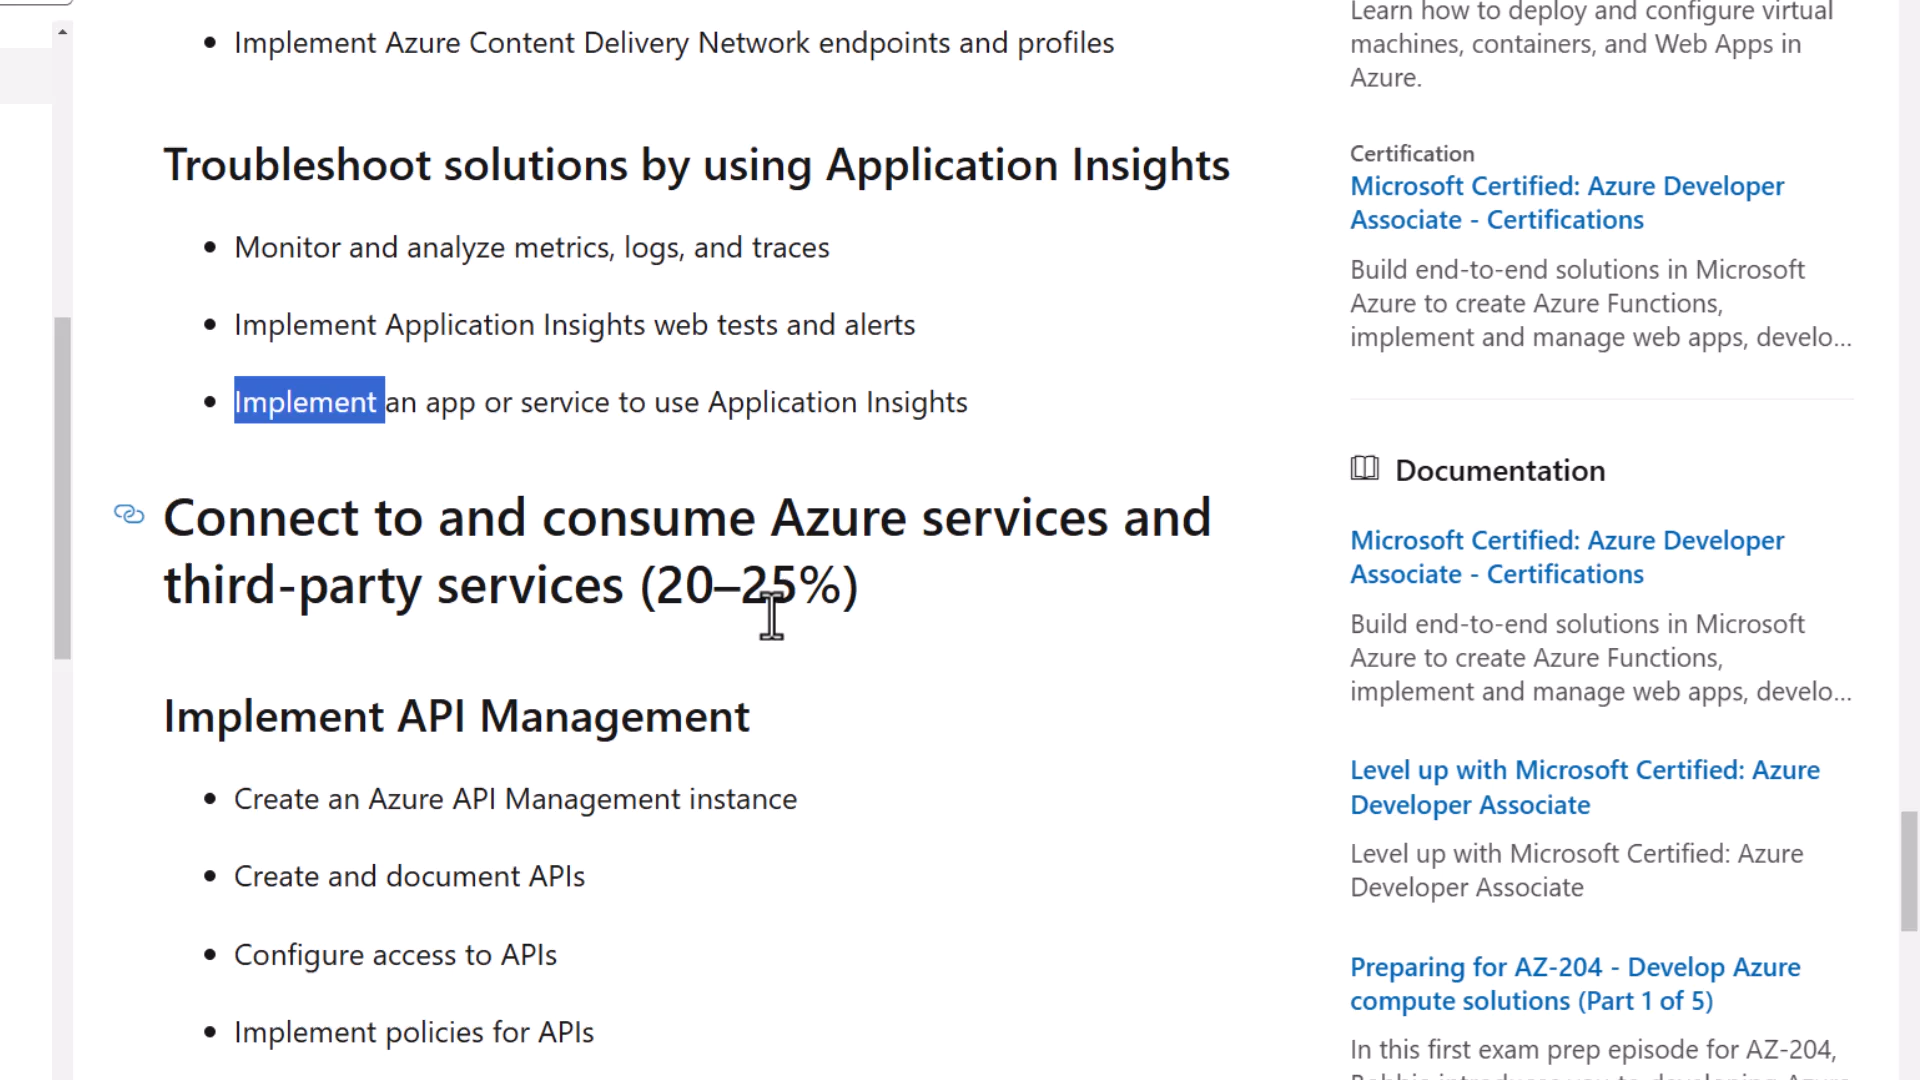 Implement Azure Content Delivery Network endpoints and profiles
Troubleshoot solutions by using Application Insights
Monitor and analyze metrics, logs, and traces
Implement Application Insights web tests and alerts
Implement an app or service to use Application Insights
Connect to and consume Azure services and
third-party services (20–25%)
Implement API Management
Create an Azure API Management instance
Create and document APIs
Configure access to APIs
Implement policies for APIs
Learn how to deploy and configure virtual
machines, containers, and Web Apps in
Azure.
Certification
Microsoft Certified: Azure Developer
Associate - Certifications
Build end-to-end solutions in Microsoft
Azure to create Azure Functions,
implement and manage web apps, develo...
Documentation
Microsoft Certified: Azure Developer
Associate - Certifications
Build end-to-end solutions in Microsoft
Azure to create Azure Functions,
implement and manage web apps, develo...
Level up with Microsoft Certified: Azure
Developer Associate
Level up with Microsoft Certified: Azure
Developer Associate
Preparing for AZ-204 - Develop Azure
compute solutions (Part 1 of 5)
In this first exam prep episode for AZ-204,